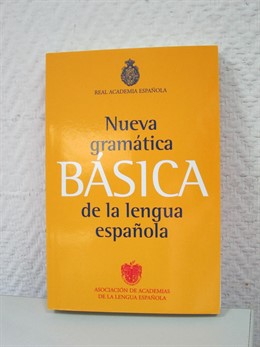 REAL ACADEMIA ESPAÑOLA
Nueva
gramática
BÁSICA
de la lengua
española
ASOCIACIÓN DE ACADEMIAS
DE LA LENGUA ESPAÑOLA